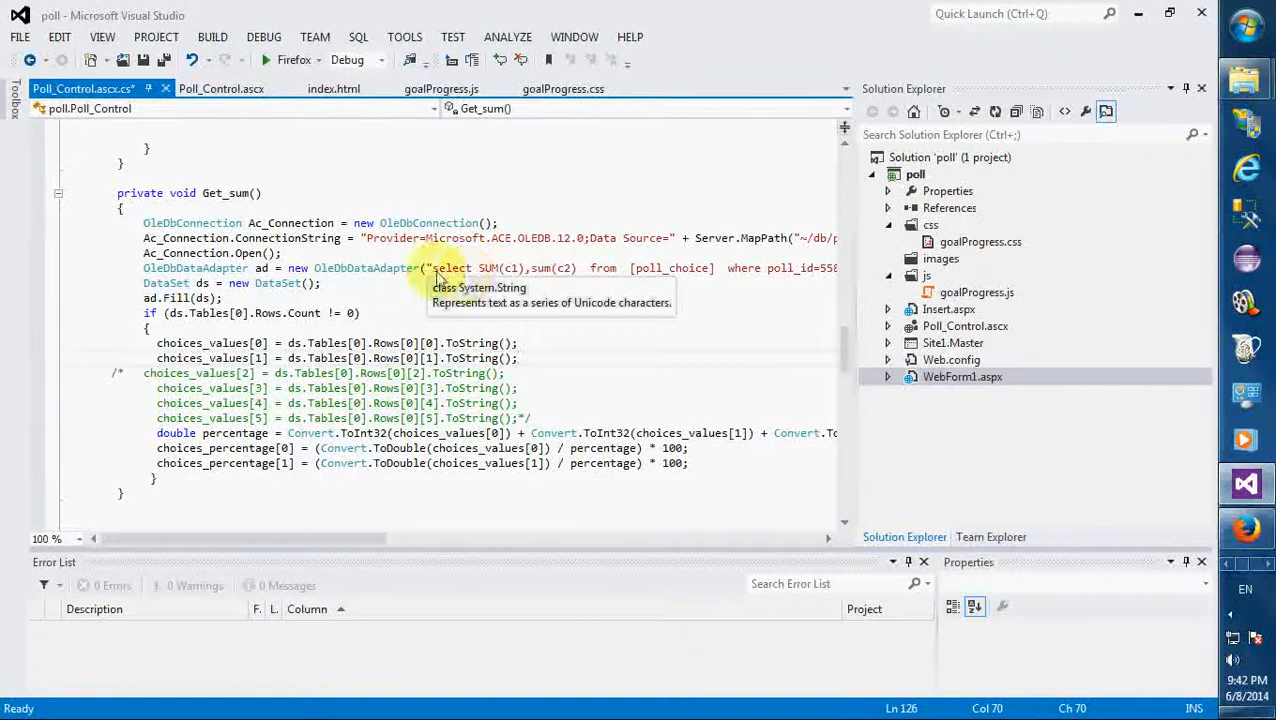 poll - Microsoft Visual Studio
Quick Launch (Ctrl+;)
FILE EDIT VIEW PROJECT BUILD DEBUG TEAM SQL TOOLS TEST ANALYZE WINDOW HELP
Firefox Debug
Toolbox
Poll_Control.ascx.cs* Poll_Control.ascx index.html goalProgress.js goalProgress.css
poll.Poll_Control Get_sum()
}
}
private void Get_sum()
{
OleDbConnection Ac_Connection = new OleDbConnection();
Ac_Connection.ConnectionString = "Provider=Microsoft.ACE.OLEDB.12.0;Data Source=" + Server.MapPath("~/db/p
Ac_Connection.Open();
OleDbDataAdapter ad = new OleDbDataAdapter("select SUM(c1),sum(c2)  from  [poll_choice]  where poll_id=558
DataSet ds = new DataSet();
class System.String
Represents text as a series of Unicode characters.
ad.Fill(ds);
if (ds.Tables[0].Rows.Count != 0)
{
choices_values[0] = ds.Tables[0].Rows[0][0].ToString();
choices_values[1] = ds.Tables[0].Rows[0][1].ToString();
/*   choices_values[2] = ds.Tables[0].Rows[0][2].ToString();
choices_values[3] = ds.Tables[0].Rows[0][3].ToString();
choices_values[4] = ds.Tables[0].Rows[0][4].ToString();
choices_values[5] = ds.Tables[0].Rows[0][5].ToString();*/
double percentage = Convert.ToInt32(choices_values[0]) + Convert.ToInt32(choices_values[1]) + Convert.To
choices_percentage[0] = (Convert.ToDouble(choices_values[0]) / percentage) * 100;
choices_percentage[1] = (Convert.ToDouble(choices_values[1]) / percentage) * 100;
}
}
100 %
Solution Explorer
Search Solution Explorer (Ctrl+;)
Solution 'poll' (1 project)
poll
Properties
References
css
goalProgress.css
images
js
goalProgress.js
Insert.aspx
Poll_Control.ascx
Site1.Master
Web.config
WebForm1.aspx
Solution Explorer Team Explorer
Error List
0 Errors 0 Warnings 0 Messages
Search Error List
Description F. L. Column Project
Properties
EN
9:42 PM
6/8/2014
Ready Ln 126 Col 70 Ch 70 INS